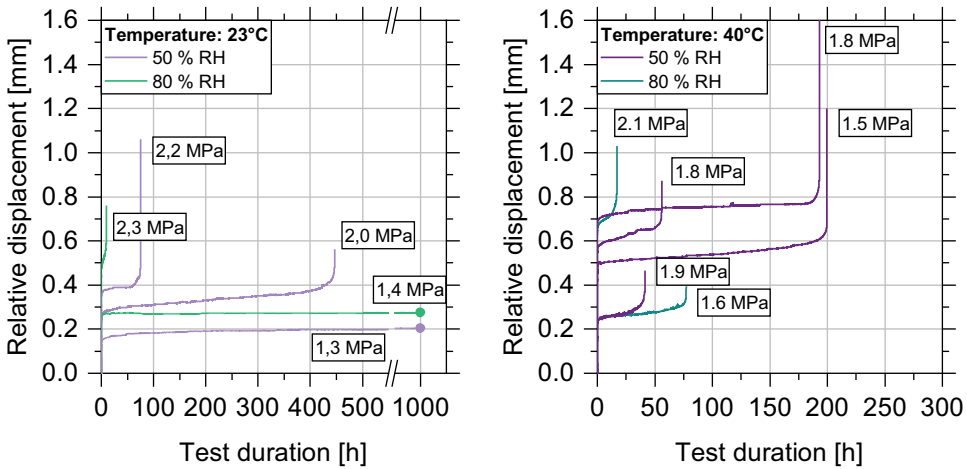 Temperature: 23°C
50 % RH
80 % RH
1.6
1.4
1.2
1.0
0.8
0.6
0.4
0.2
0.0
Relative displacement [mm]
2,2 MPa
2,3 MPa
2,0 MPa
1,4 MPa
1,3 MPa
0
100
200
300
400
500
1000
Test duration [h]
Temperature: 40°C
50 % RH
80 % RH
1.6
1.4
1.2
1.0
0.8
0.6
0.4
0.2
0.0
Relative displacement [mm]
1.8 MPa
2.1 MPa
1.5 MPa
1.8 MPa
1.9 MPa
1.6 MPa
0
50
100
150
200
250
300
Test duration [h]